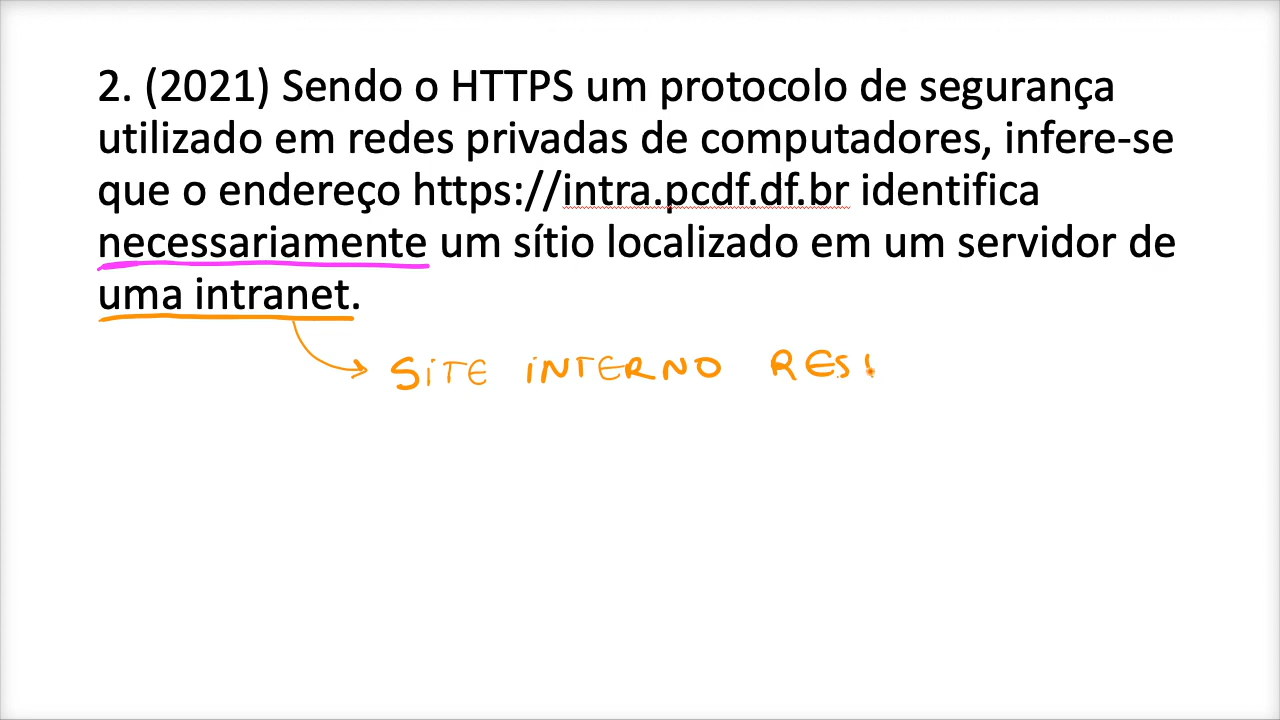 2. (2021) Sendo o HTTPS um protocolo de segurança
utilizado em redes privadas de computadores, infere-se
que o endereço https://intra.pcdf.df.br identifica
necessariamente um sítio localizado em um servidor de
uma intranet.
SITE INTERNO